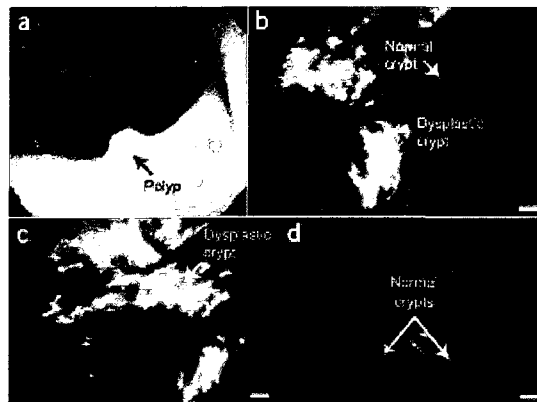 a
Polyp
b
Normal
crypt
Dysplastic
crypt
c
Dysplastic
crypt
d
Normal
crypts